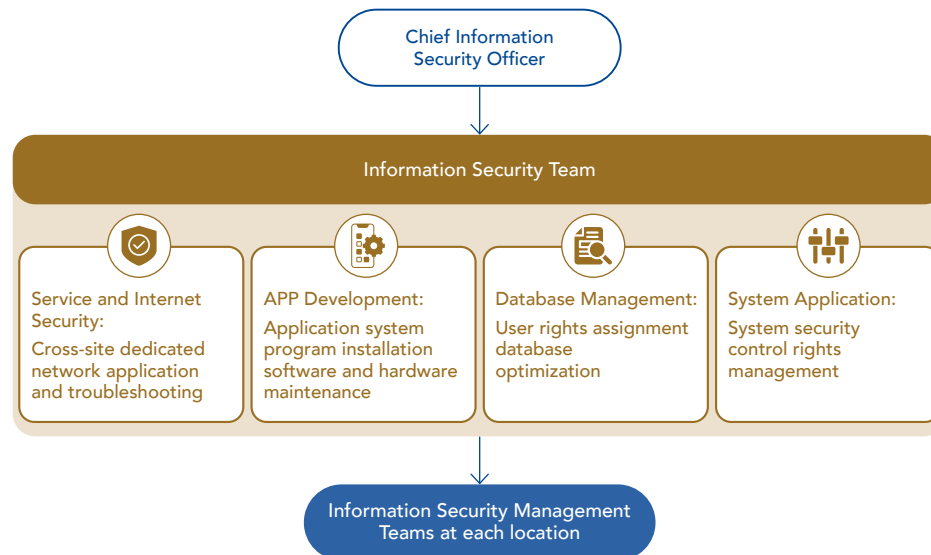 Chief Information
Security Officer
Information Security Team
Service and Internet
Security:
Cross-site dedicated
network application
and troubleshooting
APP Development:
Application system
program installation
software and hardware
maintenance
Database Management:
User rights assignment
database
optimization
System Application:
System security
control rights
management
Information Security Management
Teams at each location